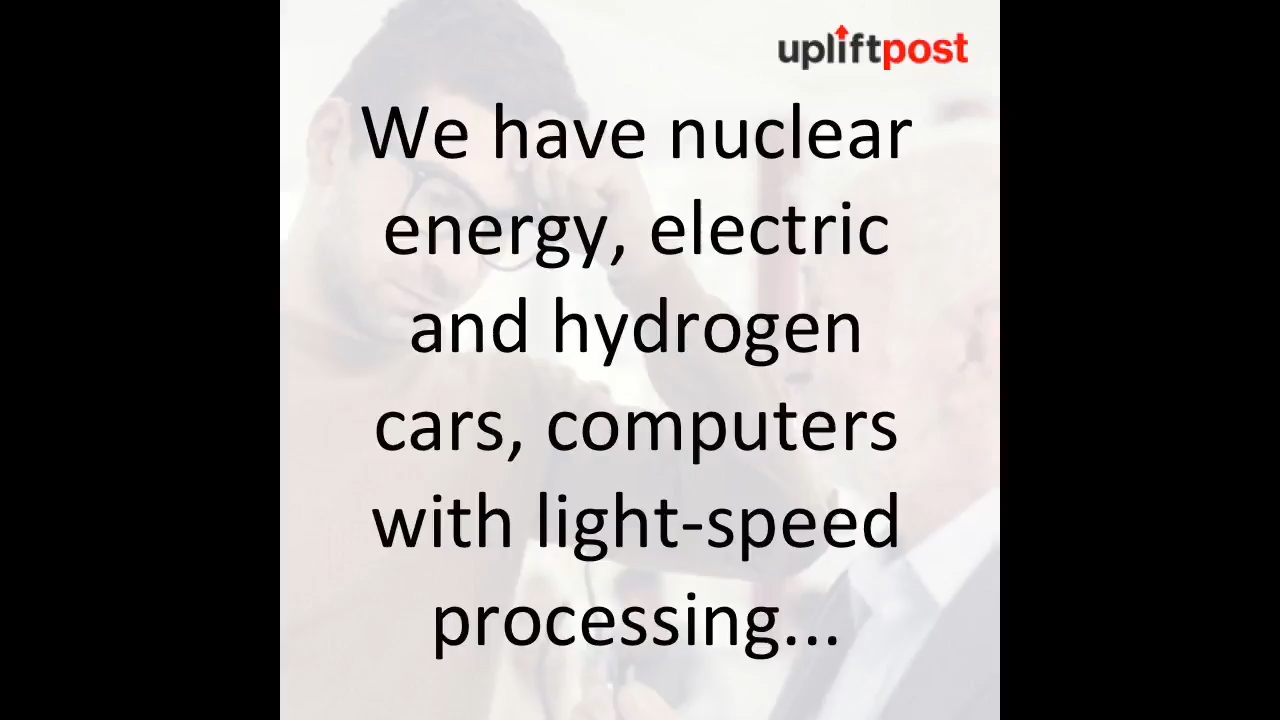 upliftpost
We have nuclear
energy, electric
and hydrogen
cars, computers
with light-speed
processing...